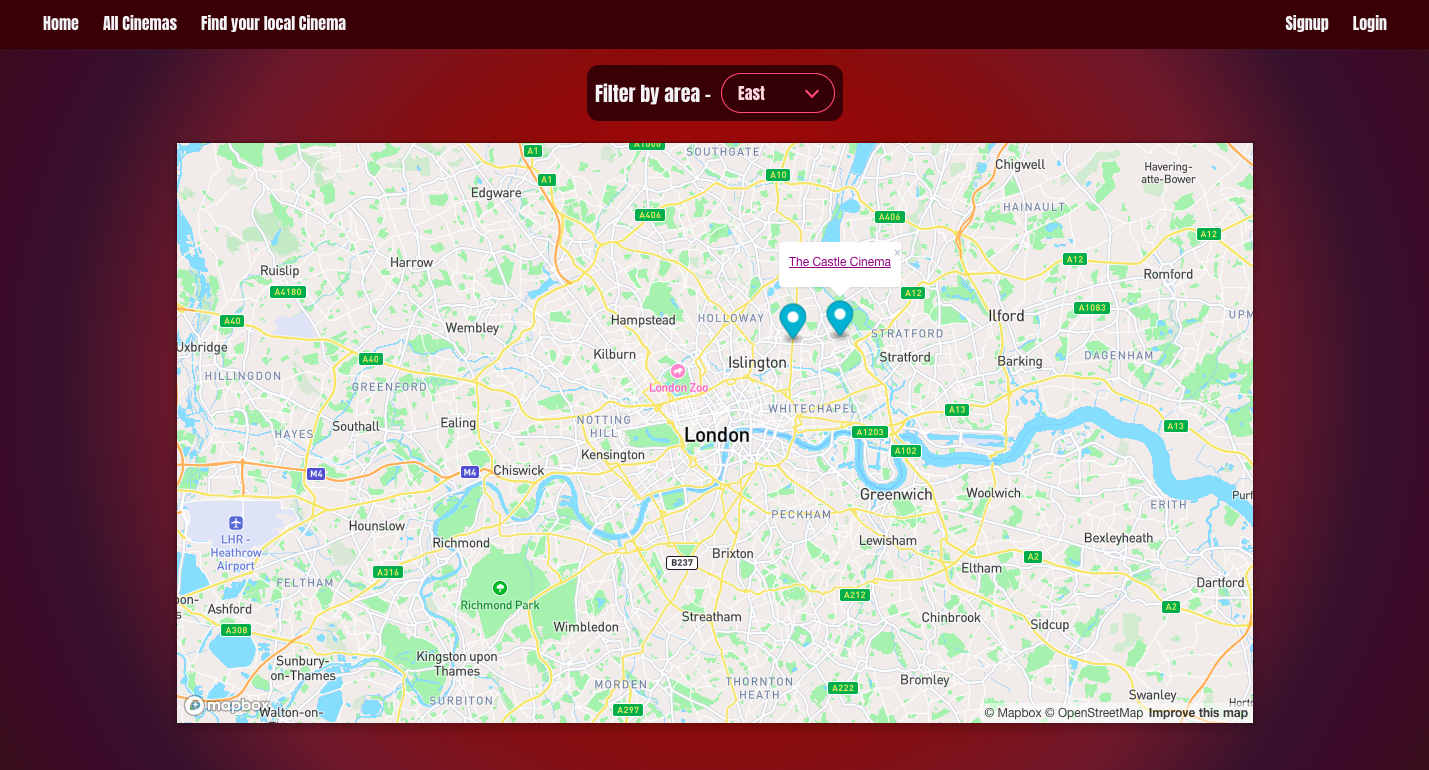 Home All Cinemas Find your local Cinema Signup Login
Filter by area - East
A1 A1000 SOUTHGATE
A1 A10
Chigwell
Havering-
atte-Bower
Edgware
HAINAULT
A406 A406
A12
Ruislip Harrow
The Castle Cinema ×
A12
Romford
A4180 A12
A1083
A40 Wembley Hampstead HOLLOWAY Ilford UPM
Uxbridge A40 Kilburn Islington STRATFORD
Stratford Barking DAGENHAM
HILLINGDON GREENFORD London Zoo
NOTTING
HILL
WHITECHAPEL A13
HAYES Southall Ealing London A1203 A13
Kensington A102
M4 M4 Chiswick
Greenwich Woolwich Purf
ERITH
LHR -
Heathrow
Airport
Hounslow PECKHAM
Richmond B237 Brixton Lewisham A2 Bexleyheath
FELTHAM A316 Eltham Dartford
oon-
s
Ashford Richmond Park A212 A2
A308 Wimbledon Streatham Chinbrook Sidcup
Sunbury-
on-Thames
Kingston upon
Thames
SURBITON MORDEN THORNTON
HEATH
A222 Bromley Swanley
mapbox Walton-on- A297 Horto
© Mapbox © OpenStreetMap Improve this map